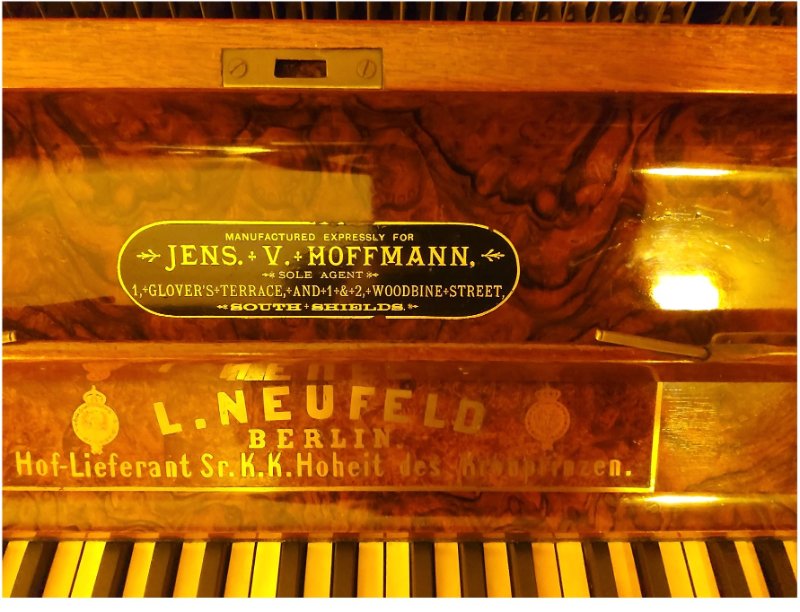 MANUFACTURED EXPRESSLY FOR
JENS. V. HOFFMANN,
SOLE AGENT
1, GLOVER'S TERRACE, AND 1 & 2, WOODBINE STREET,
SOUTH SHIELDS.
L. NEUFELD
BERLIN.
Hof-Lieferant Sr. K.K. Hoheit des Kronprinzen.